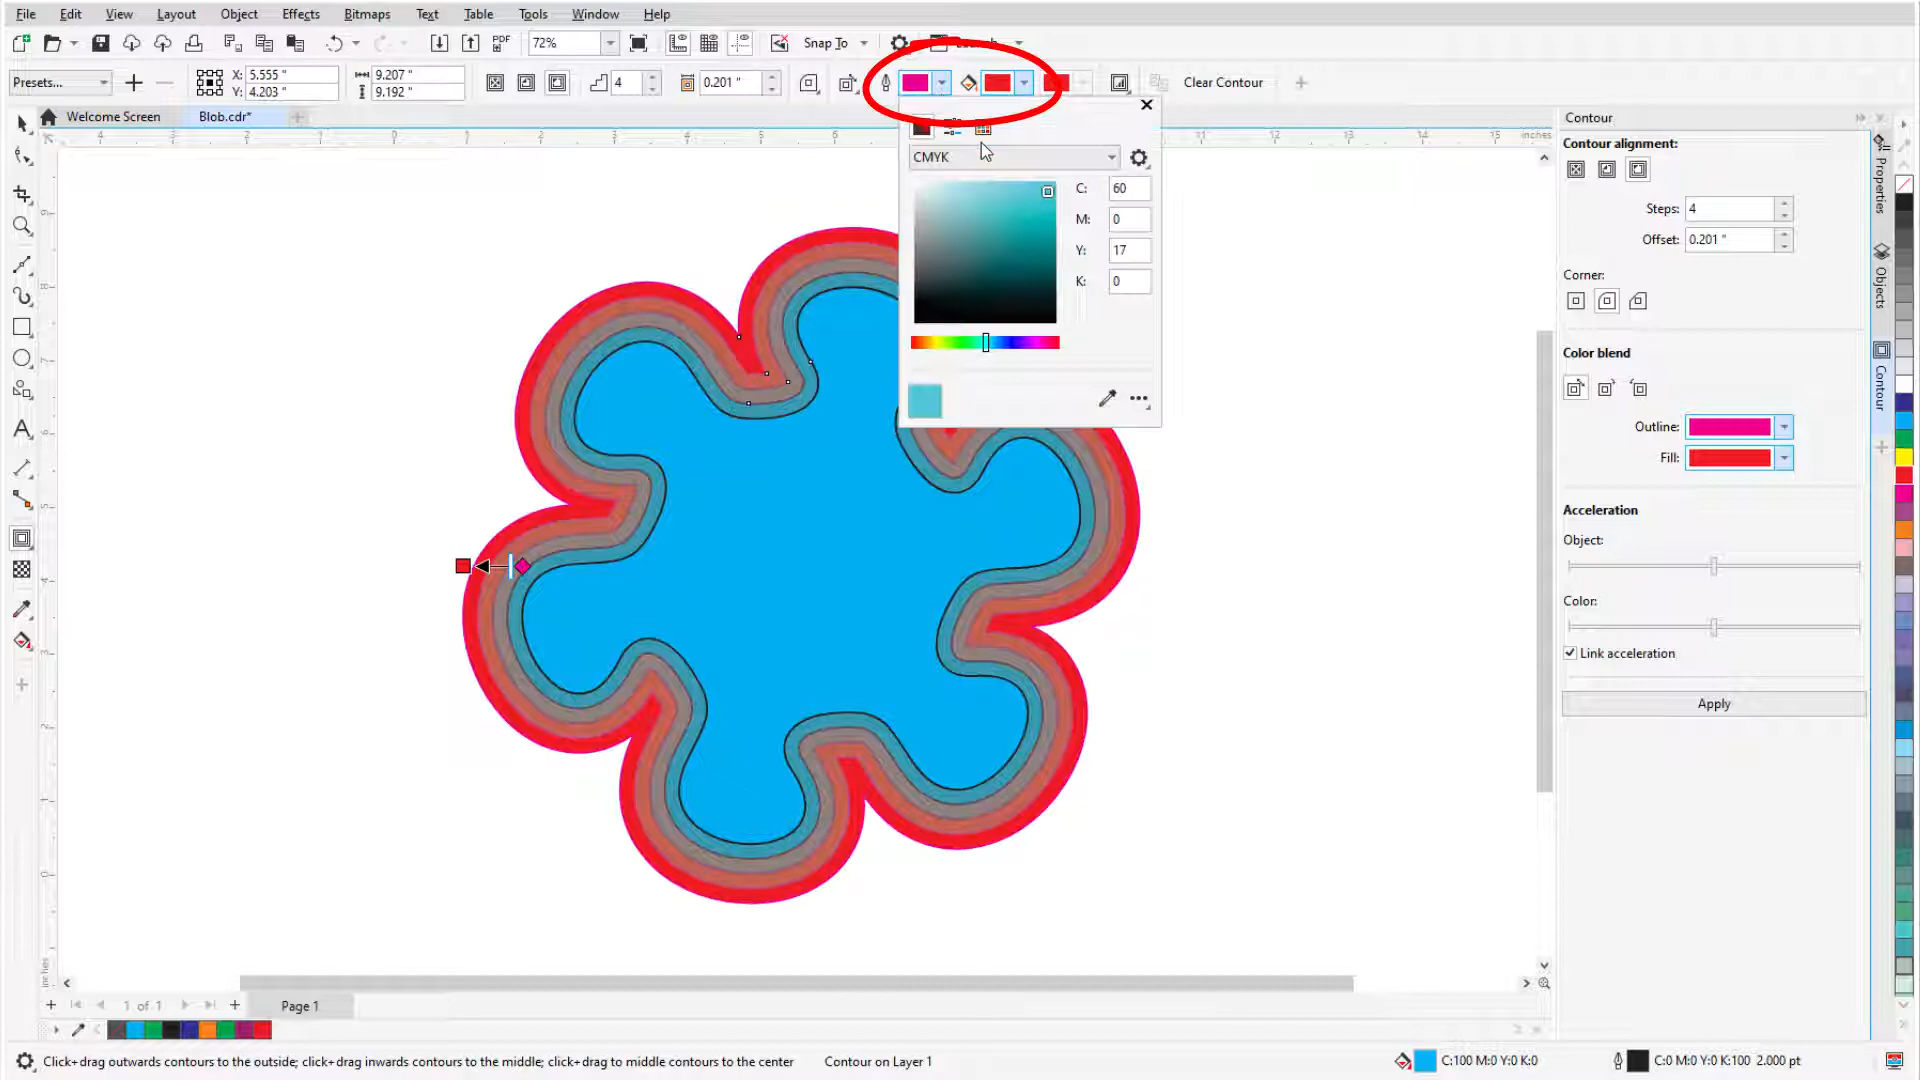 File Edit View Layout Object Effects Bitmaps Text Table Tools Window Help
PDF 72% Snap To
Presets... X: 5.555 " Y: 4.203 " 9.207 " 9.192 " 4 0.201 " Clear Contour
Welcome Screen Blob.cdr*
Contour
Contour alignment:
Steps: 4
Offset: 0.201 "
Corner:
Color blend
Outline:
Fill:
Acceleration
Object:
Color:
Link acceleration
Apply
Properties
Objects
Contour
CMYK
C: 60
M: 0
Y: 17
K: 0
inches
1 of 1 Page 1
Click+drag outwards contours to the outside; click+drag inwards contours to the middle; click+drag to middle contours to the center Contour on Layer 1 C:100 M:0 Y:0 K:0 C:0 M:0 Y:0 K:100 2.000 pt